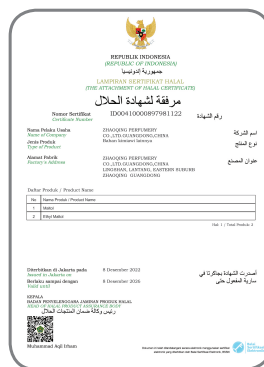 REPUBLIK INDONESIA
(REPUBLIC OF INDONESIA)
جمهورية إندونيسيا
LAMPIRAN SERTIFIKAT HALAL
(THE ATTACHMENT OF HALAL CERTIFICATE)
مرفقة لشهادة الحلال
Nomor Sertifikat ID00410000897981122 رقم الشهادة
Certificate Number
Nama Pelaku Usaha ZHAOQING PERFUMERY اسم الشركة
Name of Company CO.,LTD.GUANGDONG,CHINA
Jenis Produk Bahan kimiawi lainnya نوع المنتج
Type of Product
Alamat Pabrik ZHAOQING PERFUMERY عنوان المصنع
Factory's Address CO.,LTD.GUANGDONG,CHINA
LINGSHAN, LANTANG, EASTERN SUBURB
ZHAOQING GUANGDONG
Daftar Produk / Product Name
No Nama Produk / Product Name
1 Maltol
2 Ethyl Maltol
Hal. 1 | Total Produk: 2
Diterbitkan di Jakarta pada 8 Desember 2022 أصدرت الشهادة بجاكرتا في
Issued in Jakarta on
Berlaku sampai dengan 8 Desember 2026 سارية المفعول حتى
Valid until
KEPALA
BADAN PENYELENGGARA JAMINAN PRODUK HALAL
HEAD OF HALAL PRODUCT ASSURANCE BODY
رئيس وكالة ضمان المنتجات الحلال
Muhammad Aqil Irham